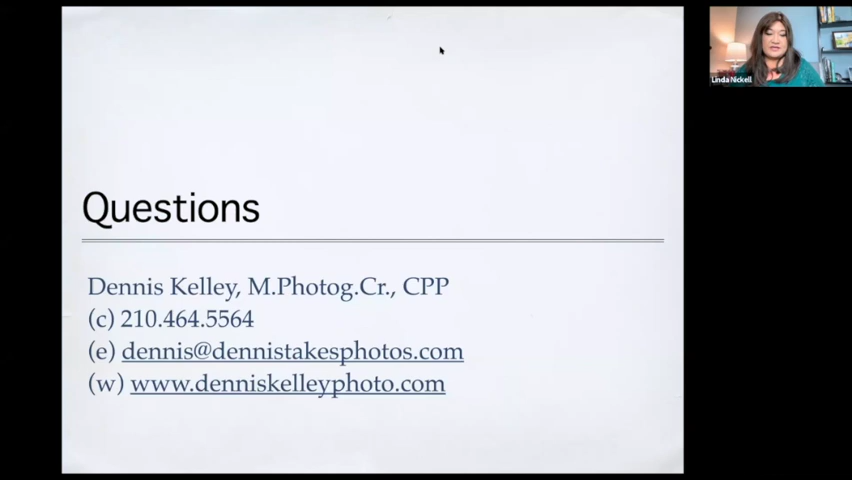 Questions
Dennis Kelley, M.Photog.Cr., CPP
(c) 210.464.5564
(e) dennis@dennistakesphotos.com
(w) www.denniskelleyphoto.com
Linda Nickell